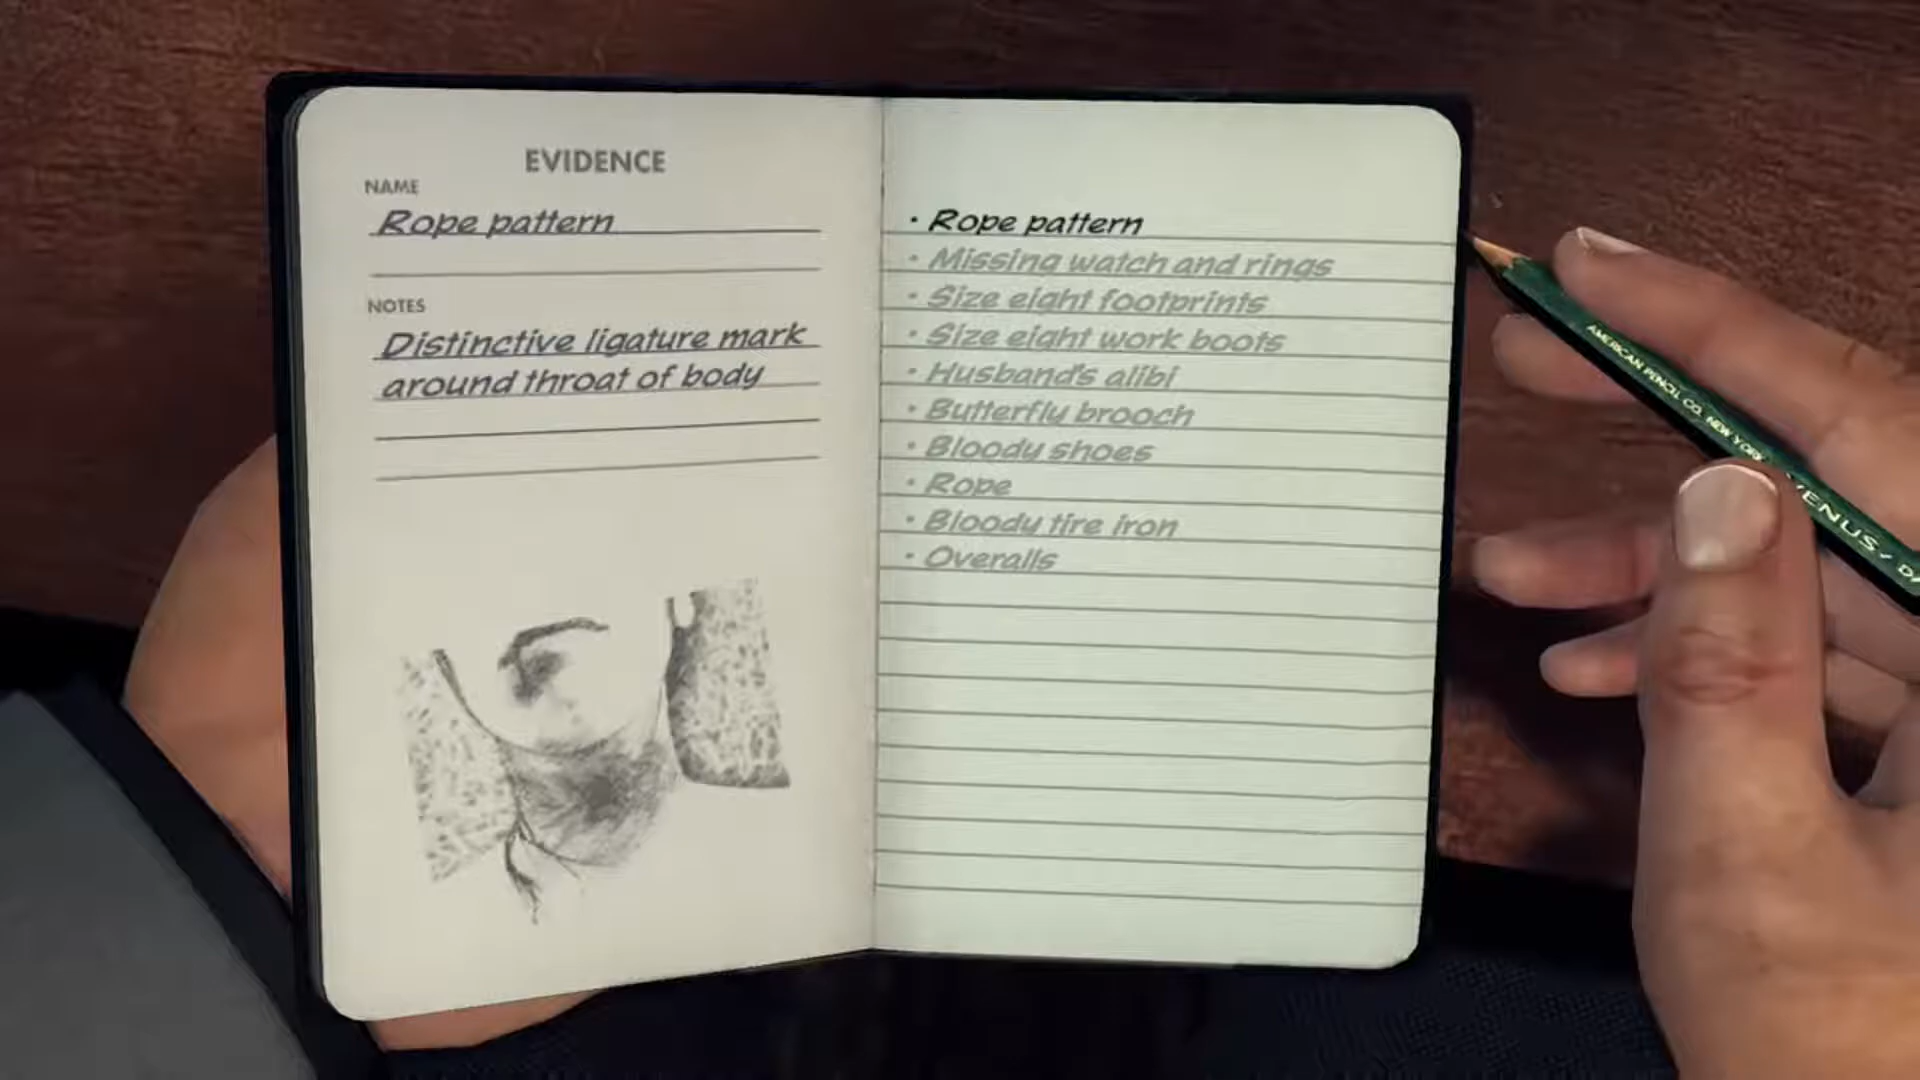 EVIDENCE
NAME
Rope pattern
NOTES
Distinctive ligature mark
around throat of body
• Rope pattern
• Missing watch and rings
• Size eight footprints
• Size eight work boots
• Husband's alibi
• Butterfly brooch
• Bloody shoes
• Rope
• Bloody tire iron
• Overalls
AMERICAN PENCIL CO. NEW YORK VENUS